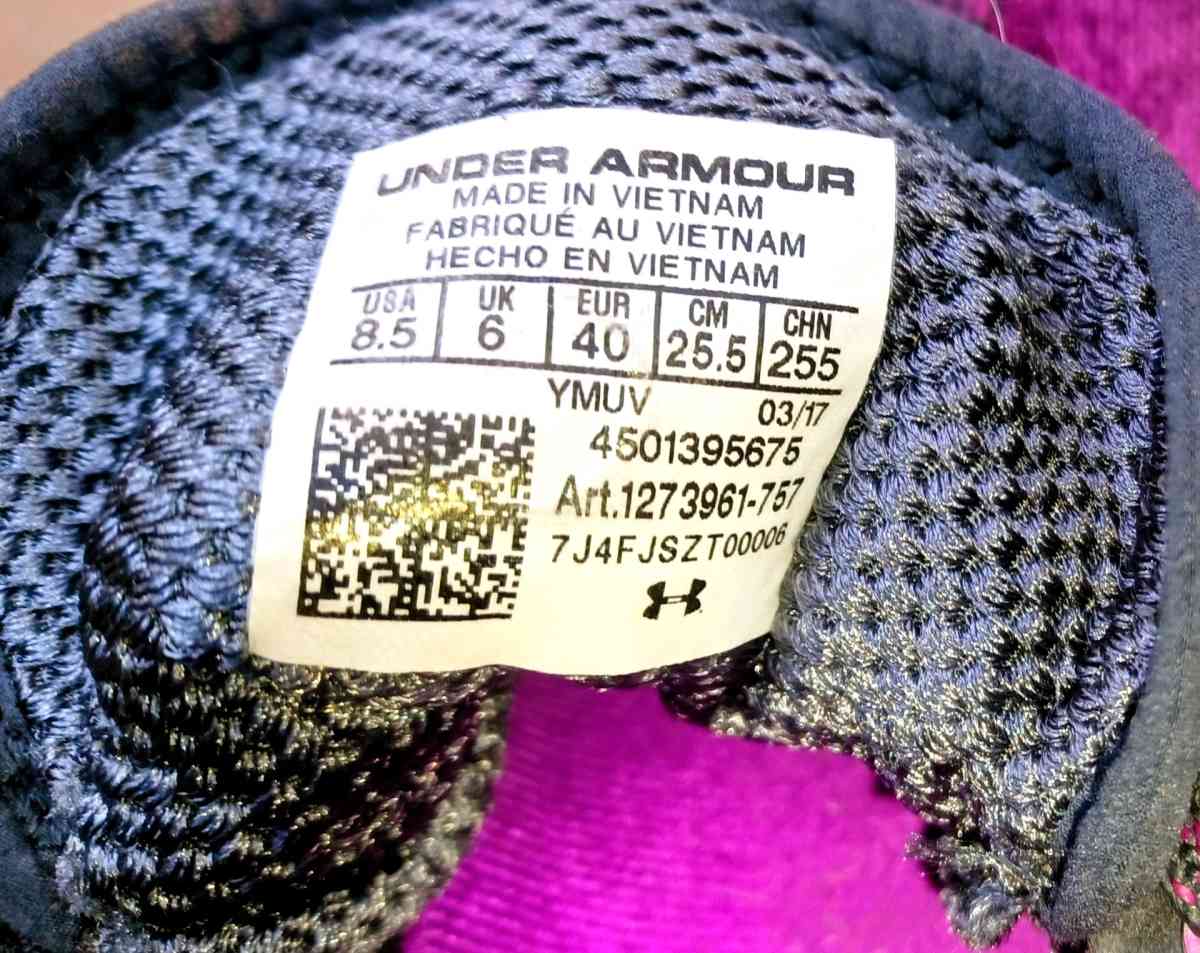 UNDER ARMOUR
MADE IN VIETNAM
FABRIQUÉ AU VIETNAM
HECHO EN VIETNAM
USA UK EUR CM CHN
8.5 6 40 25.5 255
YMUV 03/17
4501395675
Art.1273961-757
7J4FJSZT00006